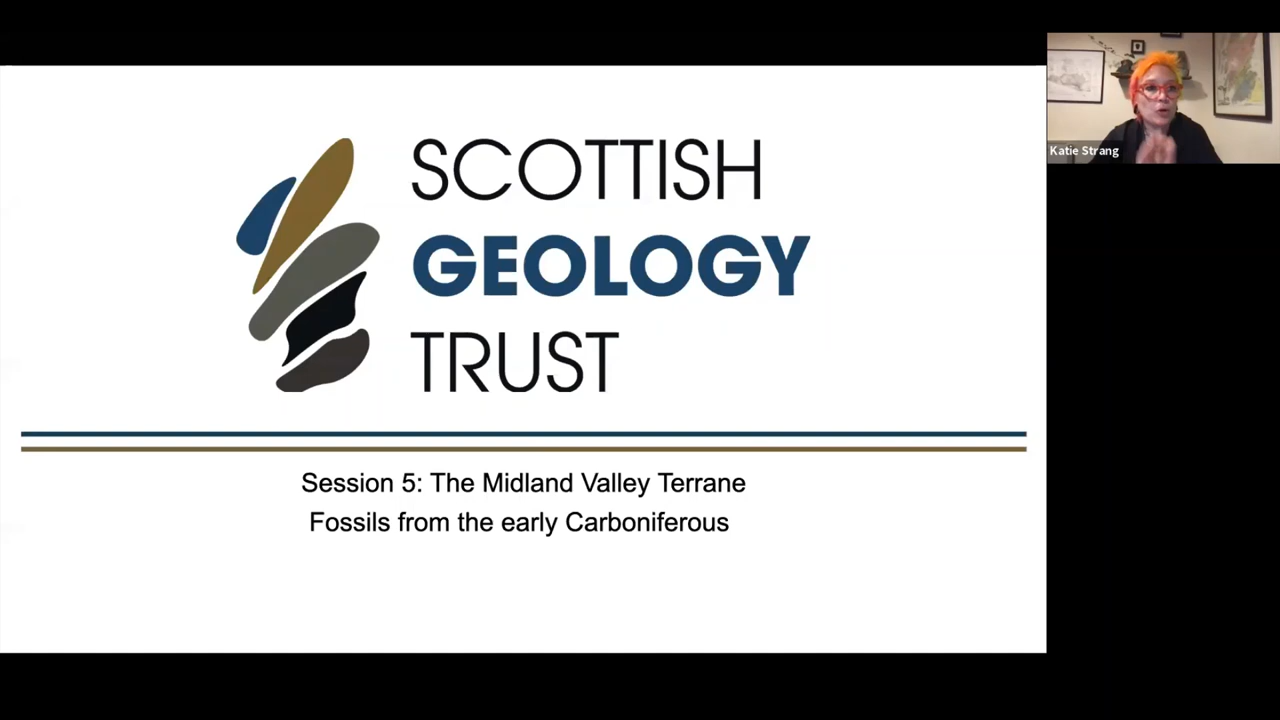 SCOTTISH
GEOLOGY
TRUST
Session 5: The Midland Valley Terrane
Fossils from the early Carboniferous
Katie Strang